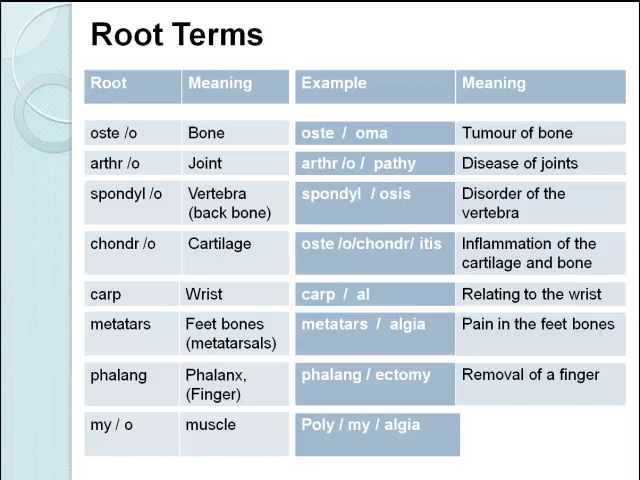 Root Terms
Root Meaning Example Meaning
oste /o Bone oste / oma Tumour of bone
arthr /o Joint arthr /o / pathy Disease of joints
spondyl /o Vertebra spondyl / osis Disorder of the
(back bone) vertebra
chondr /o Cartilage oste /o/chondr/ itis Inflammation of the
cartilage and bone
carp Wrist carp / al Relating to the wrist
metatars Feet bones metatars / algia Pain in the feet bones
(metatarsals)
phalang Phalanx, phalang / ectomy Removal of a finger
(Finger)
my / o muscle Poly / my / algia